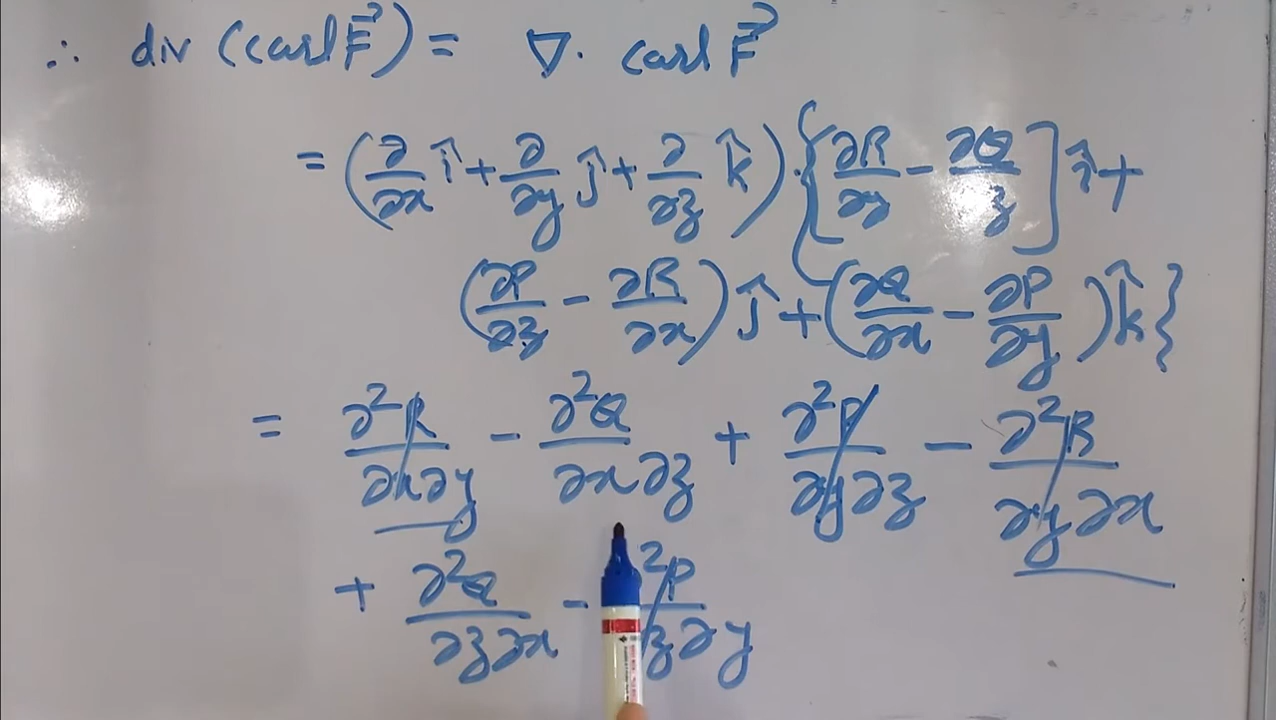 ∴ div (curl F⃗) = ∇. curl F⃗
= (∂/∂x î + ∂/∂y ĵ + ∂/∂z k̂) . {[∂R/∂y - ∂Q/z] î +
(∂P/∂z - ∂R/∂x) ĵ + (∂Q/∂x - ∂P/∂y) k̂}
= ∂²R/∂x∂y - ∂²Q/∂x∂z + ∂²P/∂y∂z - ∂²R/∂y∂x
+ ∂²Q/∂z∂x - ²P/z∂y